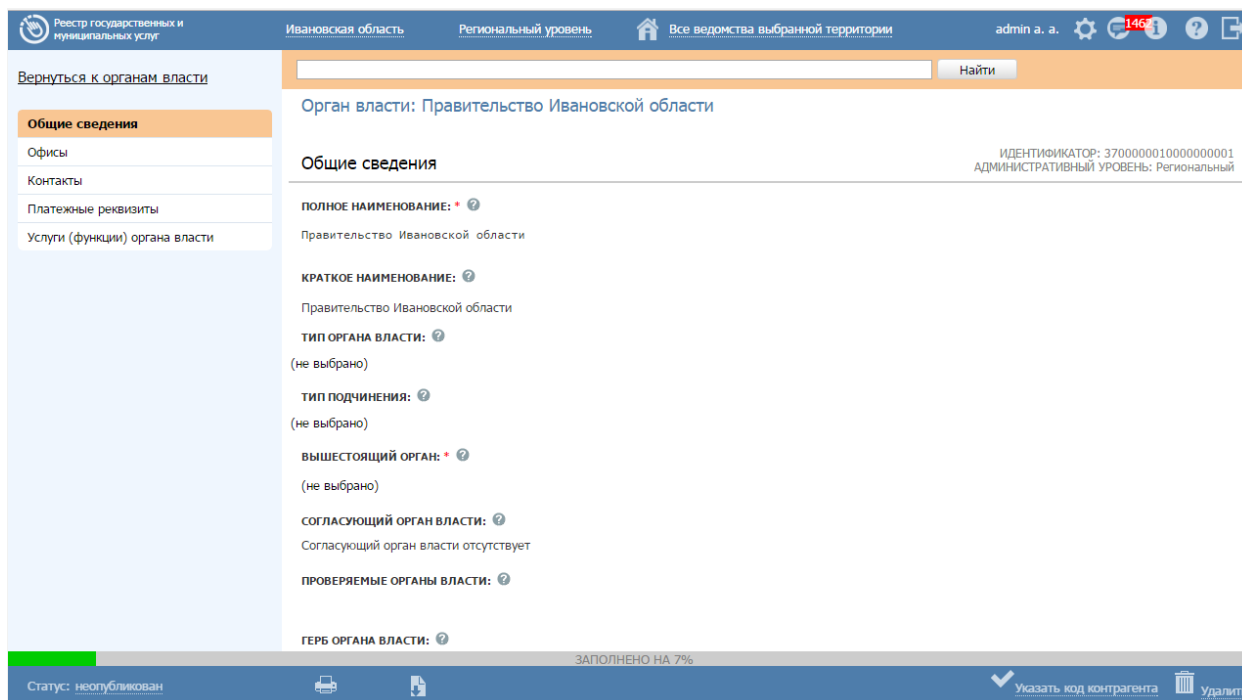 Реестр государственных и
муниципальных услуг
Ивановская область
Региональный уровень
Все ведомства выбранной территории
admin a. a.
1462
Вернуться к органам власти
Найти
Общие сведения
Офисы
Контакты
Платежные реквизиты
Услуги (функции) органа власти
Орган власти: Правительство Ивановской области
Общие сведения
ИДЕНТИФИКАТОР: 3700000010000000001
АДМИНИСТРАТИВНЫЙ УРОВЕНЬ: Региональный
ПОЛНОЕ НАИМЕНОВАНИЕ: *
Правительство Ивановской области
КРАТКОЕ НАИМЕНОВАНИЕ:
Правительство Ивановской области
ТИП ОРГАНА ВЛАСТИ:
(не выбрано)
ТИП ПОДЧИНЕНИЯ:
(не выбрано)
ВЫШЕСТОЯЩИЙ ОРГАН: *
(не выбрано)
СОГЛАСУЮЩИЙ ОРГАН ВЛАСТИ:
Согласующий орган власти отсутствует
ПРОВЕРЯЕМЫЕ ОРГАНЫ ВЛАСТИ:
ГЕРБ ОРГАНА ВЛАСТИ:
ЗАПОЛНЕНО НА 7%
Статус: неопубликован
Указать код контрагента
Удалит